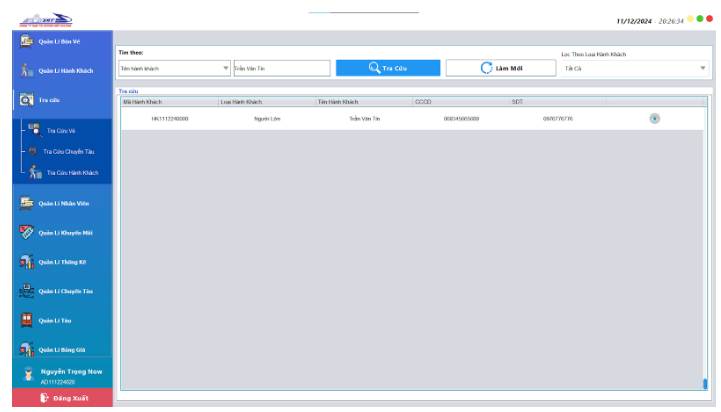 11/12/2024 - 20:26:34
Quản Lí Bán Vé
Quản Lí Hành Khách
Tra cứu
Tra Cứu Vé
Tra Cứu Chuyến Tàu
Tra Cứu Hành Khách
Quản Lí Nhân Viên
Quản Lí Khuyến Mãi
Quản Lí Thống Kê
Quản Lí Chuyến Tàu
Quản Lí Tàu
Quản Lí Bảng Giá
Nguyễn Trọng New
AD111224020
Đăng Xuất
Tìm theo:
Lọc Theo Loại Hành Khách
Tên hành khách Trần Văn Tín Tra Cứu Làm Mới Tất Cả
Tra cứu
Mã Hành Khách Loại Hành Khách Tên Hành Khách CCCD SDT
HK1112240000 Người Lớn Trần Văn Tín 0976776776